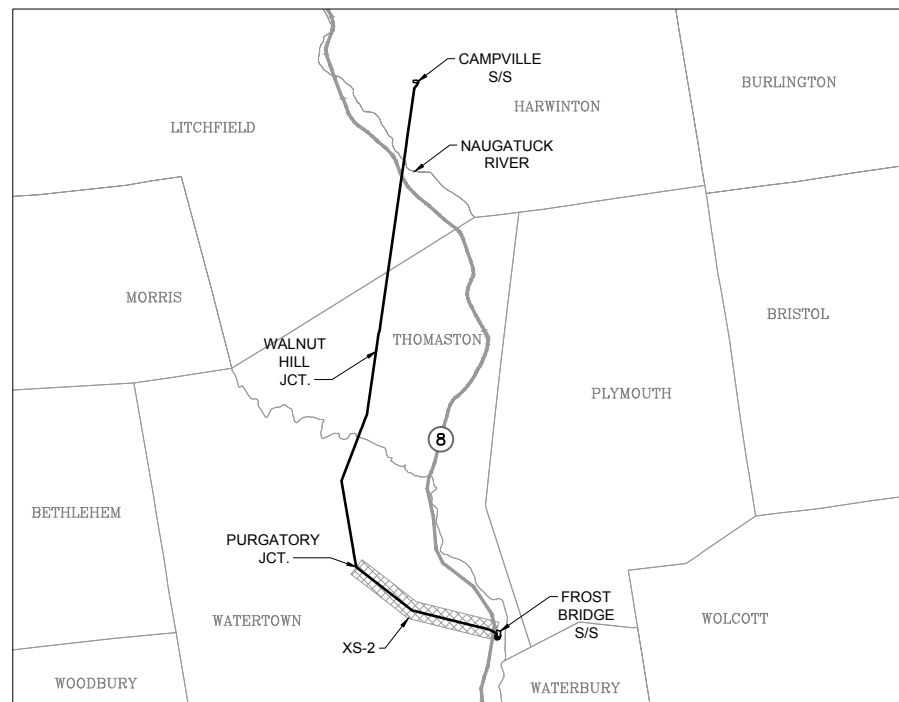 CAMPVILLE
S/S
BURLINGTON
HARWINTON
LITCHFIELD
NAUGATUCK
RIVER
MORRIS
BRISTOL
WALNUT
HILL
JCT.
THOMASTON
PLYMOUTH
8
BETHLEHEM
PURGATORY
JCT.
FROST
BRIDGE
S/S
WATERTOWN
WOLCOTT
XS-2
WOODBURY
WATERBURY